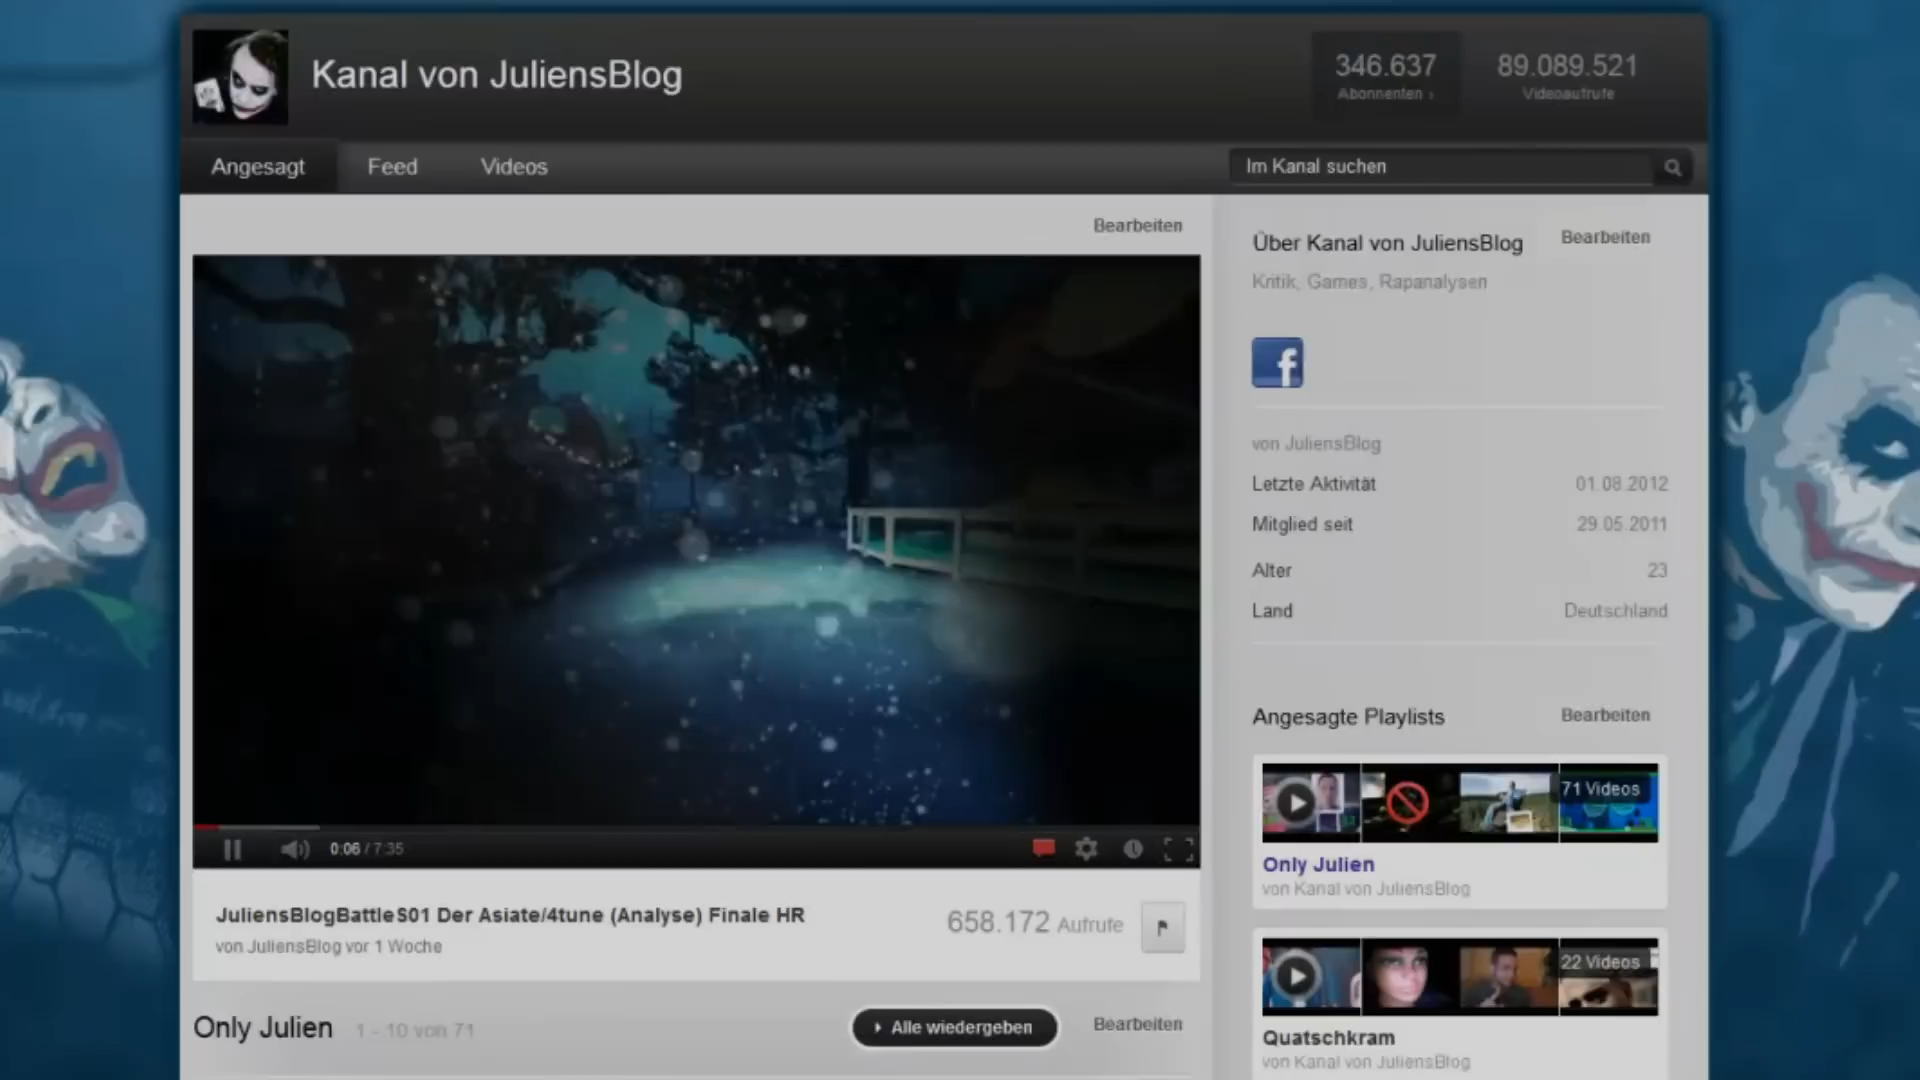 Kanal von JuliensBlog
346.637
Abonnenten
89.089.521
Videoaufrufe
Angesagt
Feed
Videos
Im Kanal suchen
Bearbeiten
0:06 / 7:35
JuliensBlogBattle S01 Der Asiate/4tune (Analyse) Finale HR
von JuliensBlog vor 1 Woche
658.172 Aufrufe
Only Julien 1 - 10 von 71
Alle wiedergeben
Bearbeiten
Über Kanal von JuliensBlog
Bearbeiten
Kritik, Games, Rapanalysen
f
von JuliensBlog
Letzte Aktivität 01.08.2012
Mitglied seit 29.05.2011
Alter 23
Land Deutschland
Angesagte Playlists
Bearbeiten
71 Videos
Only Julien
von Kanal von JuliensBlog
22 Videos
Quatschkram
von Kanal von JuliensBlog